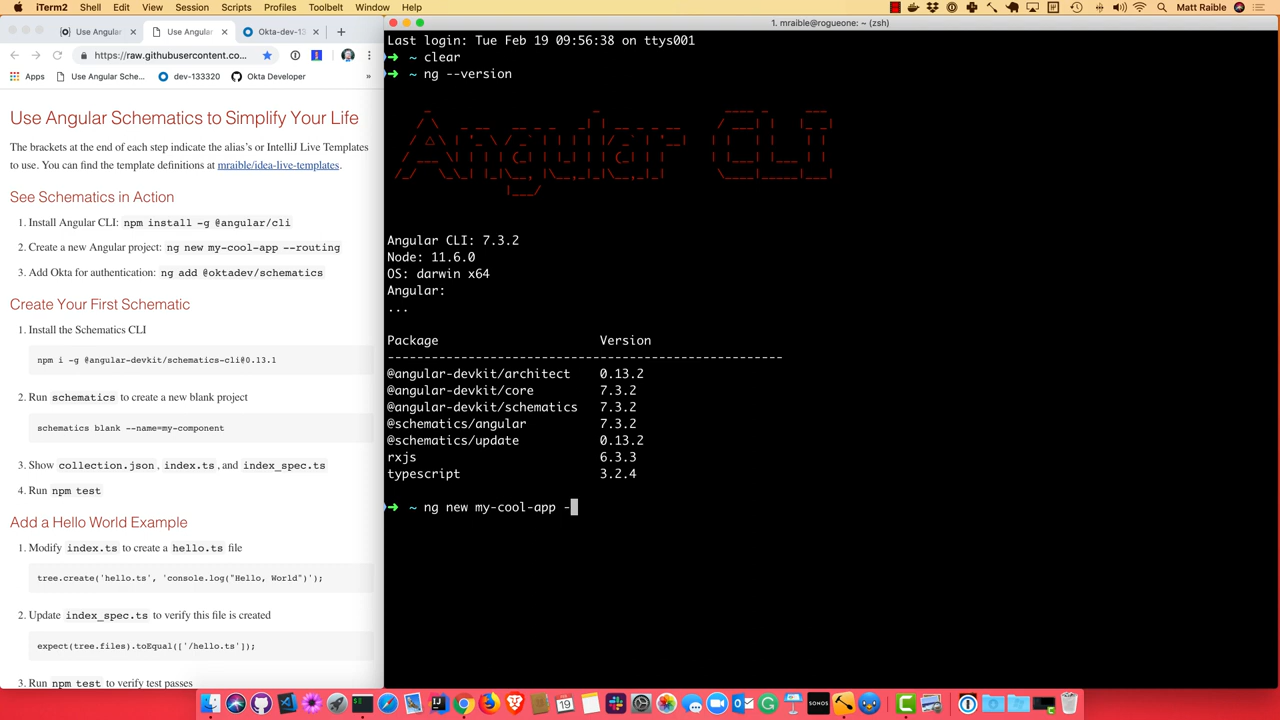 iTerm2 Shell Edit View Session Scripts Profiles Toolbelt Window Help Matt Raible
Use Angular Use Angular Okta-dev-13
https://raw.githubusercontent.co...
Apps Use Angular Sche... dev-133320 Okta Developer »
Use Angular Schematics to Simplify Your Life
The brackets at the end of each step indicate the alias's or IntelliJ Live Templates
to use. You can find the template definitions at mraible/idea-live-templates.
See Schematics in Action
1. Install Angular CLI: npm install -g @angular/cli
2. Create a new Angular project: ng new my-cool-app --routing
3. Add Okta for authentication: ng add @oktadev/schematics
Create Your First Schematic
1. Install the Schematics CLI
npm i -g @angular-devkit/schematics-cli@0.13.1
2. Run schematics to create a new blank project
schematics blank --name=my-component
3. Show collection.json, index.ts, and index_spec.ts
4. Run npm test
Add a Hello World Example
1. Modify index.ts to create a hello.ts file
tree.create('hello.ts', 'console.log("Hello, World")');
2. Update index_spec.ts to verify this file is created
expect(tree.files).toEqual(['/hello.ts']);
3. Run npm test to verify test passes
1. mraible@rogueone: ~ (zsh)
Last login: Tue Feb 19 09:56:38 on ttys001
➜ ~ clear
➜ ~ ng --version
Angular CLI
Angular CLI: 7.3.2
Node: 11.6.0
OS: darwin x64
Angular:
...
Package Version
------------------------------------------------------
@angular-devkit/architect 0.13.2
@angular-devkit/core 7.3.2
@angular-devkit/schematics 7.3.2
@schematics/angular 7.3.2
@schematics/update 0.13.2
rxjs 6.3.3
typescript 3.2.4
➜ ~ ng new my-cool-app -
19
SONOS